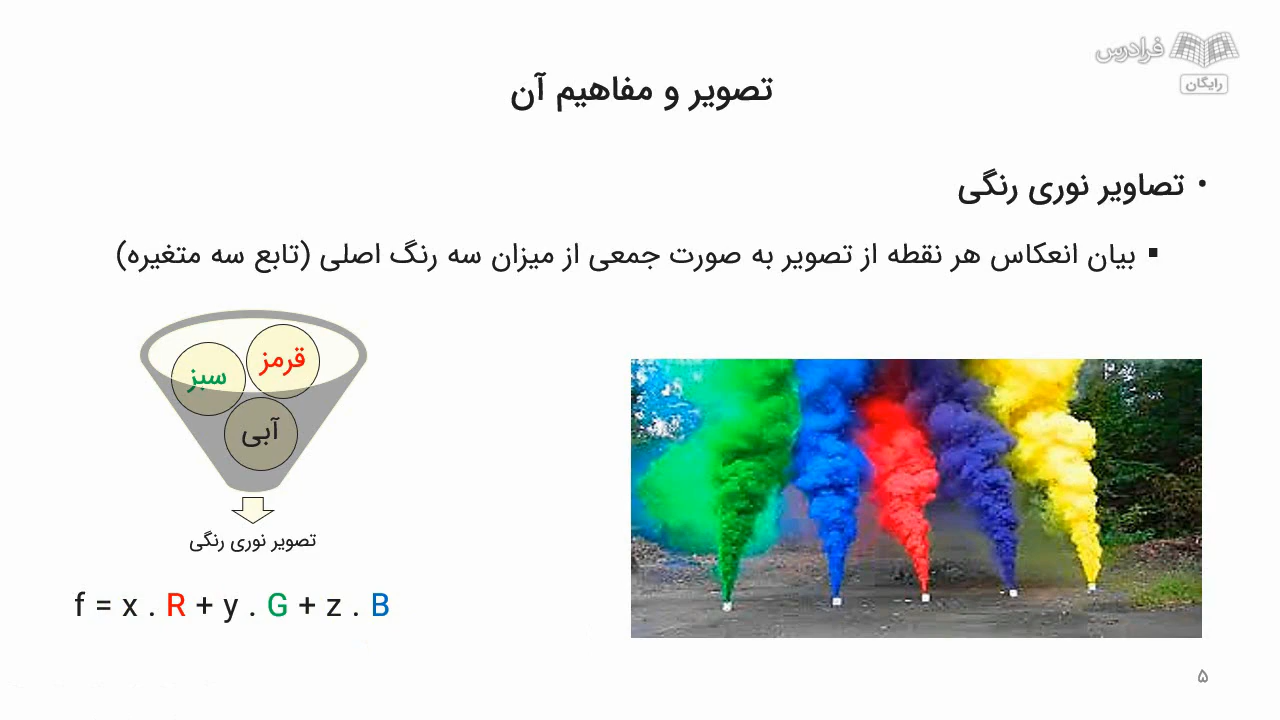 فرادرس
رایگان
تصویر و مفاهیم آن
• تصاویر نوری رنگی
▪ بیان انعکاس هر نقطه از تصویر به صورت جمعی از میزان سه رنگ اصلی (تابع سه متغیره)
قرمز
سبز
آبی
تصویر نوری رنگی
f = x . R + y . G + z . B
۵